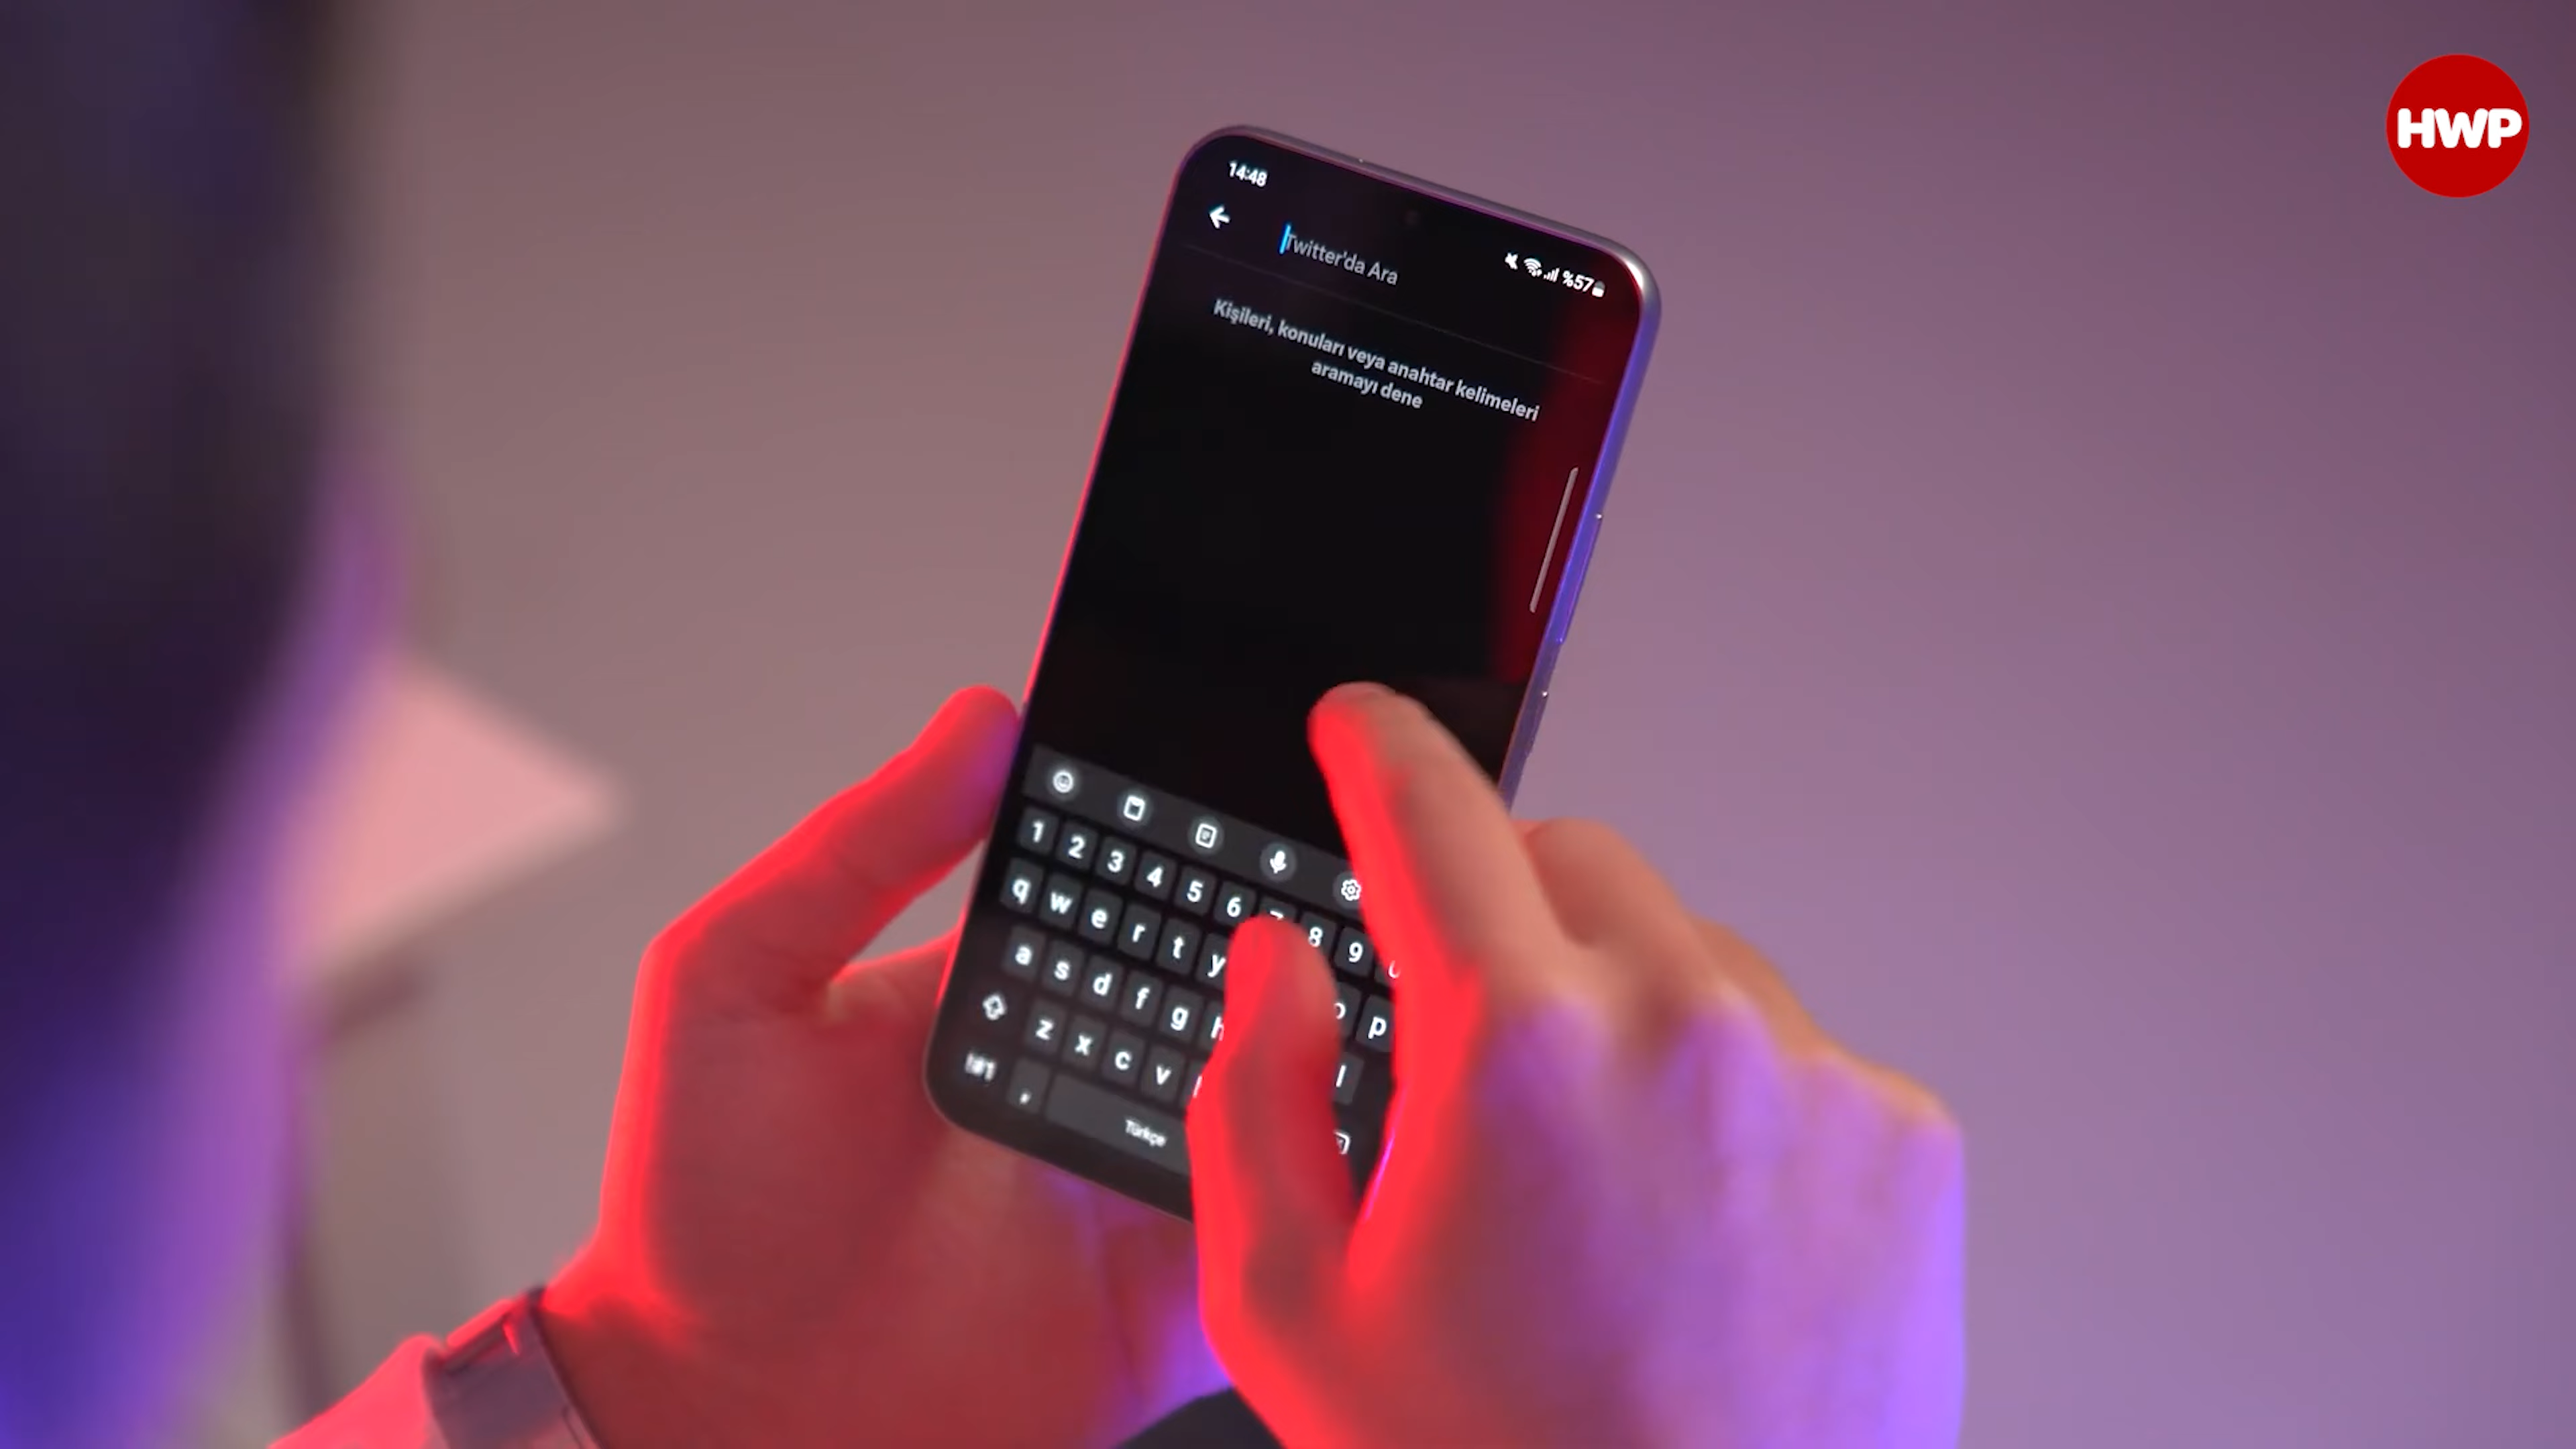 HWP
14:48
%57
Twitter'da Ara
Kişileri, konuları veya anahtar kelimeleri
aramayı dene
1 2 3 4 5 6 8 9
q w e r t y p
a s d f g h l
z x c v
!#1 , Türkçe